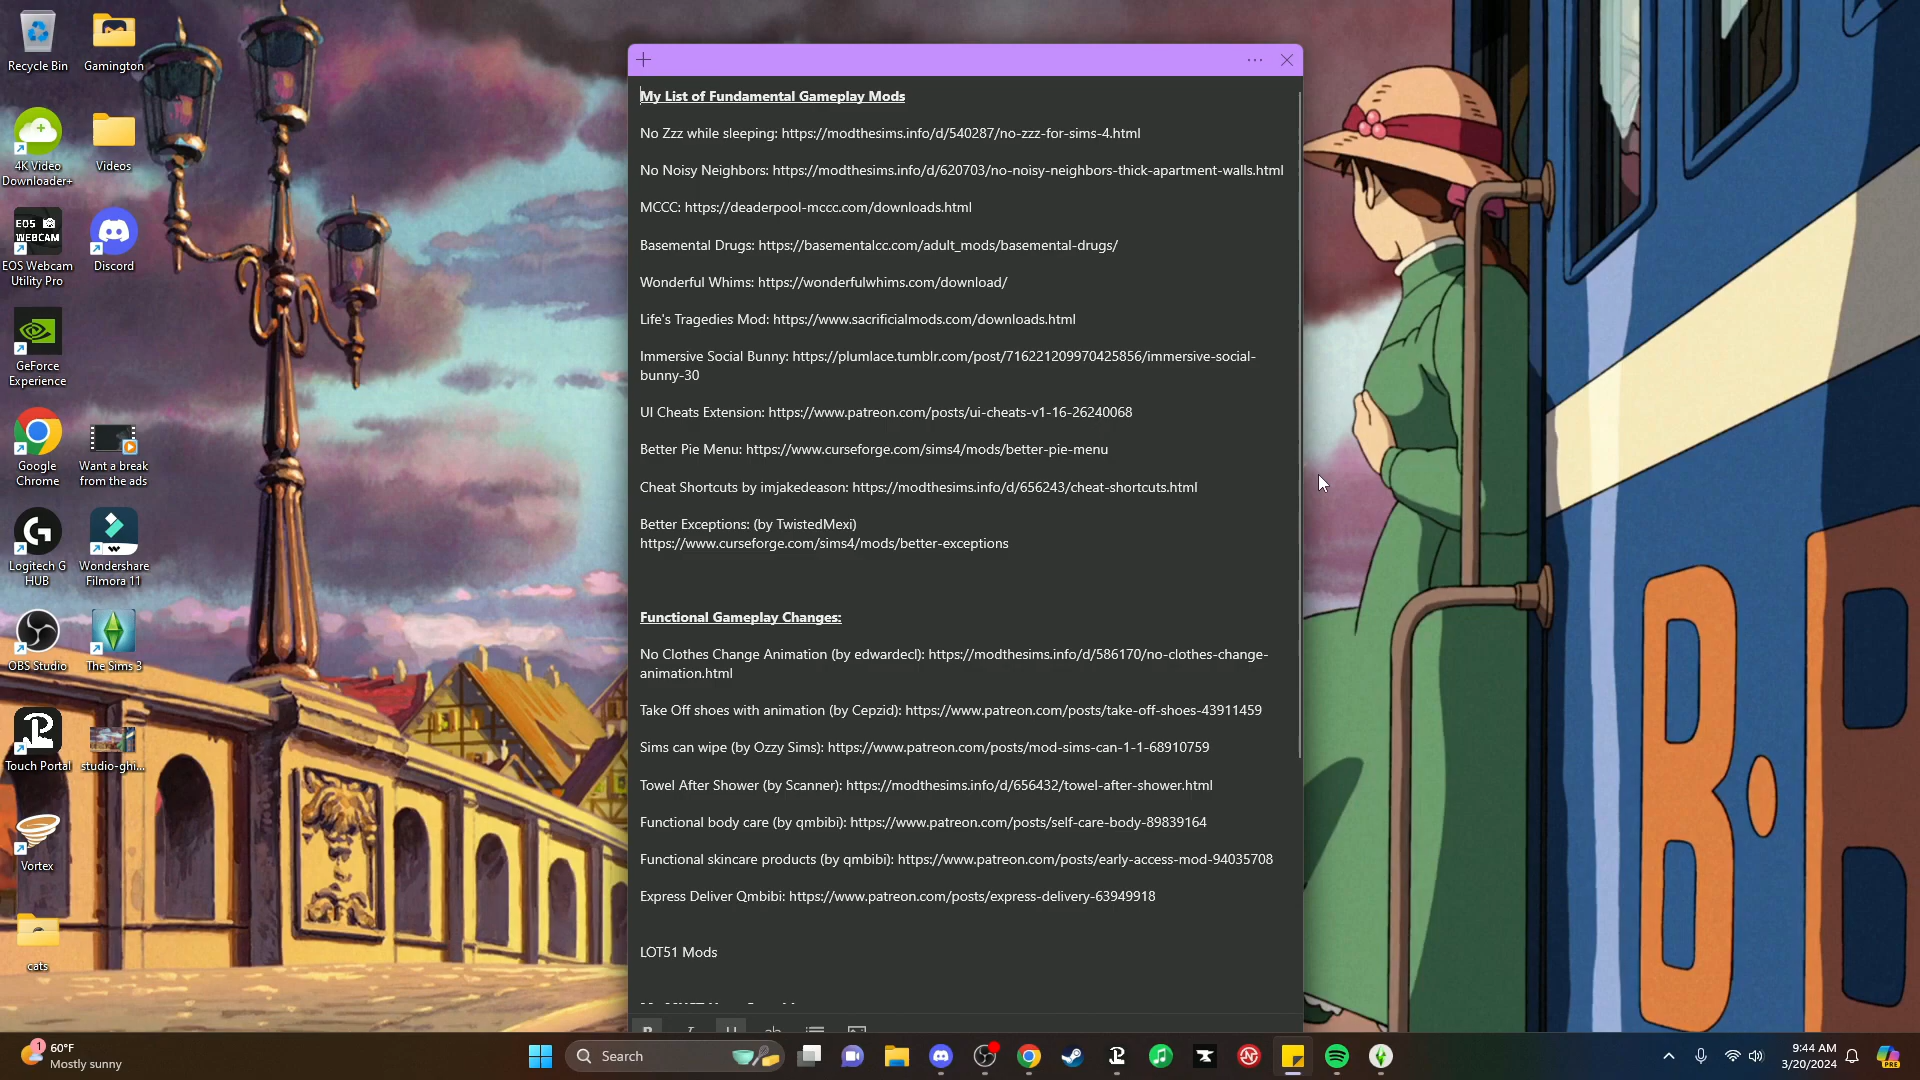 Recycle Bin
Gamington
4K Video
Downloader+
Videos
EOS
WEBCAM
EOS Webcam
Utility Pro
Discord
GeForce
Experience
Google
Chrome
Want a break
from the ads
Logitech G
HUB
Wondershare
Filmora 11
OBS Studio
The Sims 3
Touch Portal
studio-ghi...
Vortex
cats
My List of Fundamental Gameplay Mods
No Zzz while sleeping: https://modthesims.info/d/540287/no-zzz-for-sims-4.html
No Noisy Neighbors: https://modthesims.info/d/620703/no-noisy-neighbors-thick-apartment-walls.html
MCCC: https://deaderpool-mccc.com/downloads.html
Basemental Drugs: https://basementalcc.com/adult_mods/basemental-drugs/
Wonderful Whims: https://wonderfulwhims.com/download/
Life's Tragedies Mod: https://www.sacrificialmods.com/downloads.html
Immersive Social Bunny: https://plumlace.tumblr.com/post/716221209970425856/immersive-social-
bunny-30
UI Cheats Extension: https://www.patreon.com/posts/ui-cheats-v1-16-26240068
Better Pie Menu: https://www.curseforge.com/sims4/mods/better-pie-menu
Cheat Shortcuts by imjakedeason: https://modthesims.info/d/656243/cheat-shortcuts.html
Better Exceptions: (by TwistedMexi)
https://www.curseforge.com/sims4/mods/better-exceptions
Functional Gameplay Changes:
No Clothes Change Animation (by edwardecl): https://modthesims.info/d/586170/no-clothes-change-
animation.html
Take Off shoes with animation (by Cepzid): https://www.patreon.com/posts/take-off-shoes-43911459
Sims can wipe (by Ozzy Sims): https://www.patreon.com/posts/mod-sims-can-1-1-68910759
Towel After Shower (by Scanner): https://modthesims.info/d/656432/towel-after-shower.html
Functional body care (by qmbibi): https://www.patreon.com/posts/self-care-body-89839164
Functional skincare products (by qmbibi): https://www.patreon.com/posts/early-access-mod-94035708
Express Deliver Qmbibi: https://www.patreon.com/posts/express-delivery-63949918
LOT51 Mods
B
1
60°F
Mostly sunny
Search
9:44 AM
3/20/2024
PRE